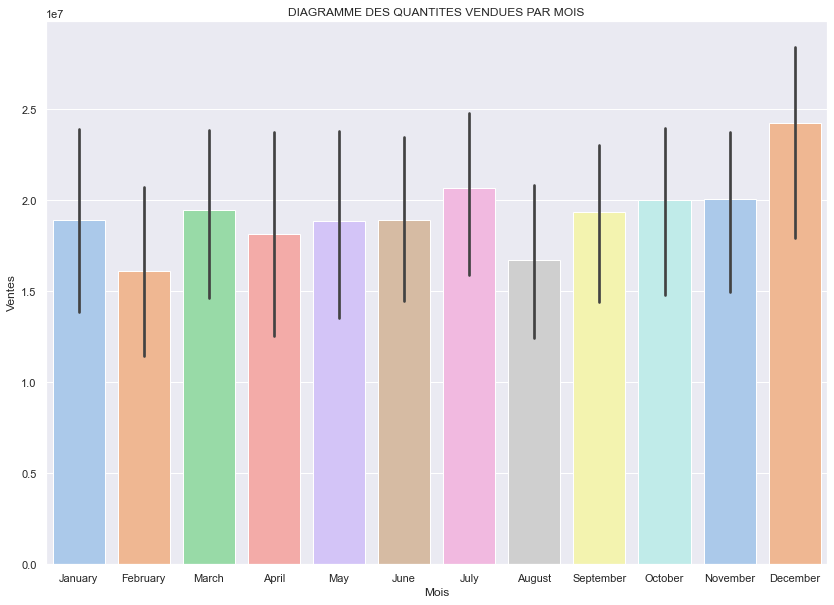 DIAGRAMME DES QUANTITES VENDUES PAR MOIS
1e7
2.5
2.0
1.5
1.0
0.5
0.0
Ventes
January February March April May June July August September October November December
Mois